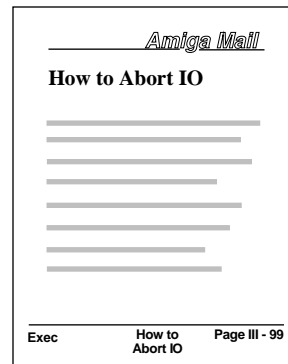 Amiga Mail
How to Abort IO
Exec How to Abort IO Page III - 99